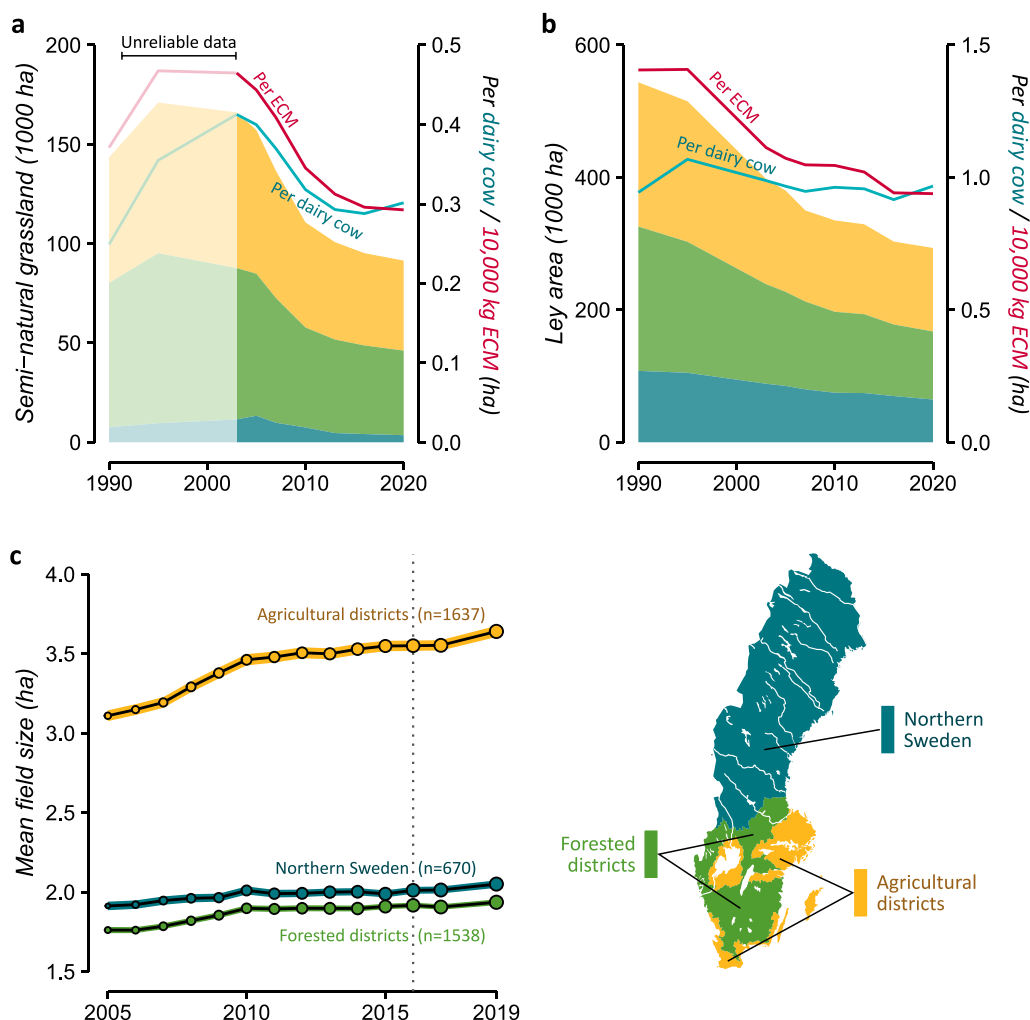 a
Unreliable data
200
150
100
50
0
Semi−natural grassland (1000 ha)
Per ECM
Per dairy cow
0.5
0.4
0.3
0.2
0.1
0.0
Per dairy cow / 10,000 kg ECM (ha)
1990
2000
2010
2020
b
600
400
200
0
Ley area (1000 ha)
Per ECM
Per dairy cow
1.5
1.0
0.5
0.0
Per dairy cow / 10,000 kg ECM (ha)
1990
2000
2010
2020
c
4.0
3.5
3.0
2.5
2.0
1.5
Mean field size (ha)
Agricultural districts (n=1637)
Northern Sweden (n=670)
Forested districts (n=1538)
2005
2010
2015
2019
Northern
Sweden
Forested
districts
Agricultural
districts